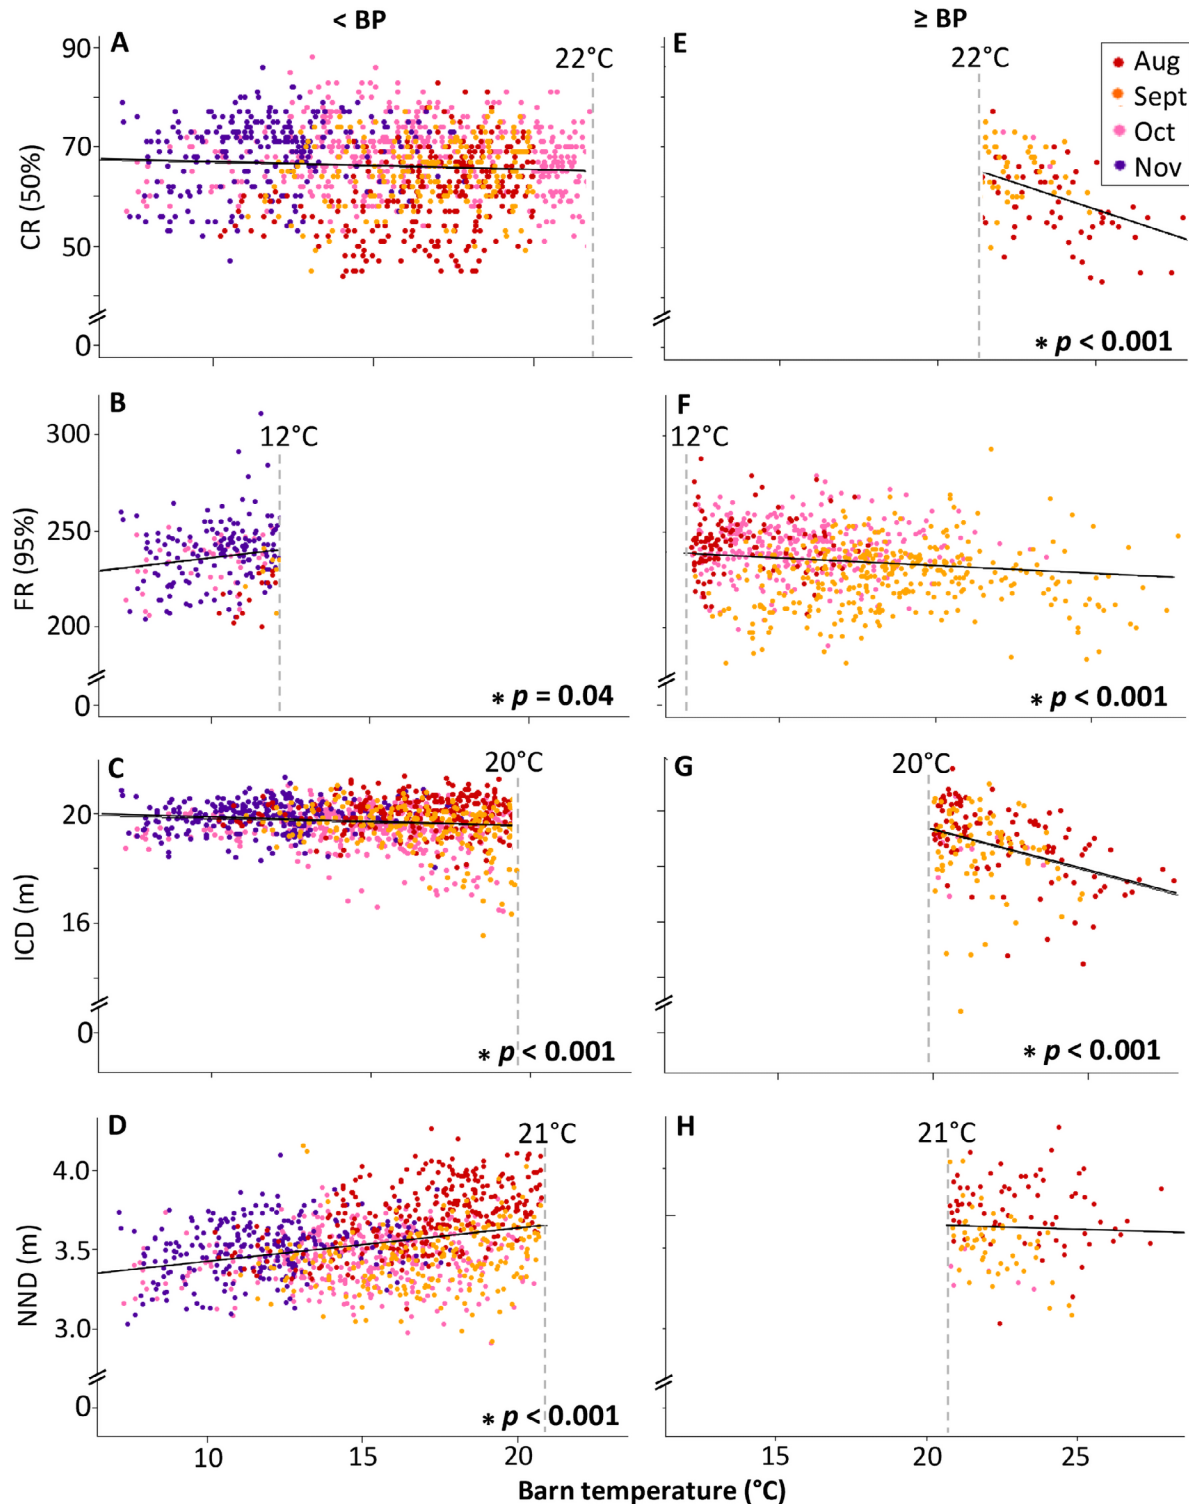 < BP
≥ BP
A
22°C
90
70
50
0
CR (50%)
E
22°C
Aug
Sept
Oct
Nov
* p < 0.001
B
12°C
300
250
200
0
FR (95%)
* p = 0.04
F
12°C
* p < 0.001
C
20°C
20
16
0
ICD (m)
* p < 0.001
G
20°C
* p < 0.001
D
21°C
4.0
3.5
3.0
0
NND (m)
* p < 0.001
H
21°C
10 15 20
15 20 25
Barn temperature (°C)